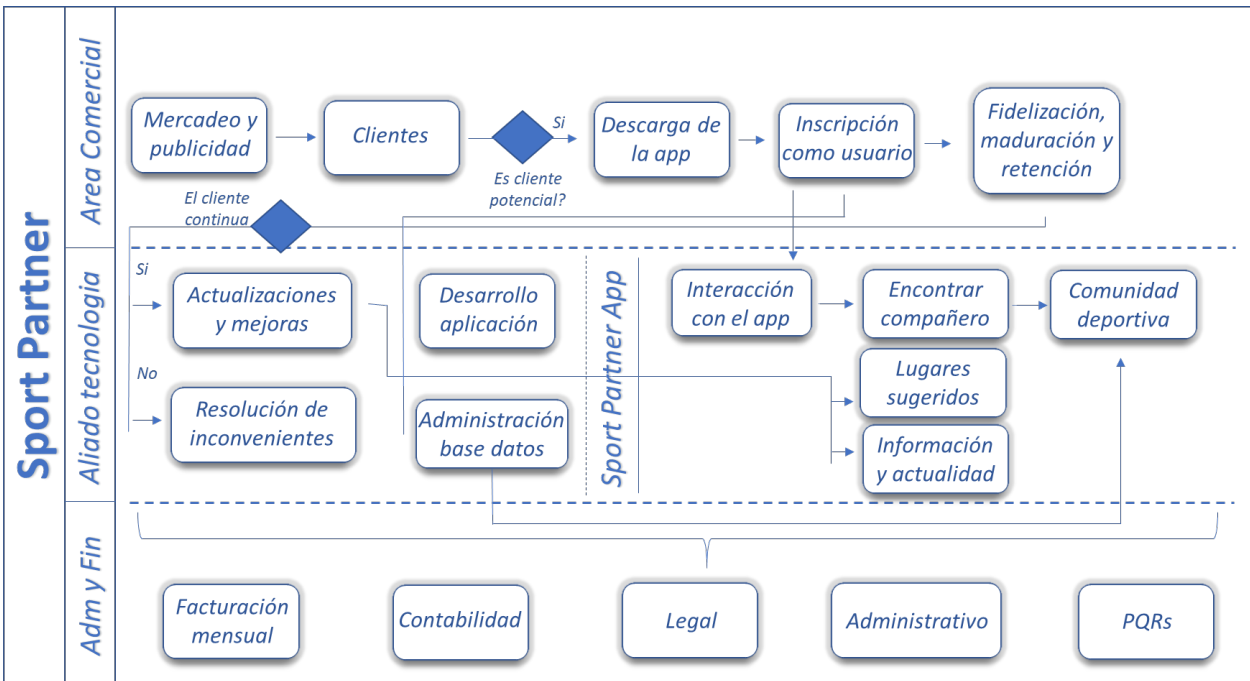 Sport Partner
Area Comercial
Mercadeo y
publicidad
Clientes
Si
Es cliente
potencial?
Descarga de
la app
Inscripción
como usuario
Fidelización,
maduración y
retención
El cliente
continua
Aliado tecnologia
Si
Actualizaciones
y mejoras
No
Resolución de
inconvenientes
Desarrollo
aplicación
Administración
base datos
Sport Partner App
Interacción
con el app
Encontrar
compañero
Comunidad
deportiva
Lugares
sugeridos
Información
y actualidad
Adm y Fin
Facturación
mensual
Contabilidad
Legal
Administrativo
PQRs